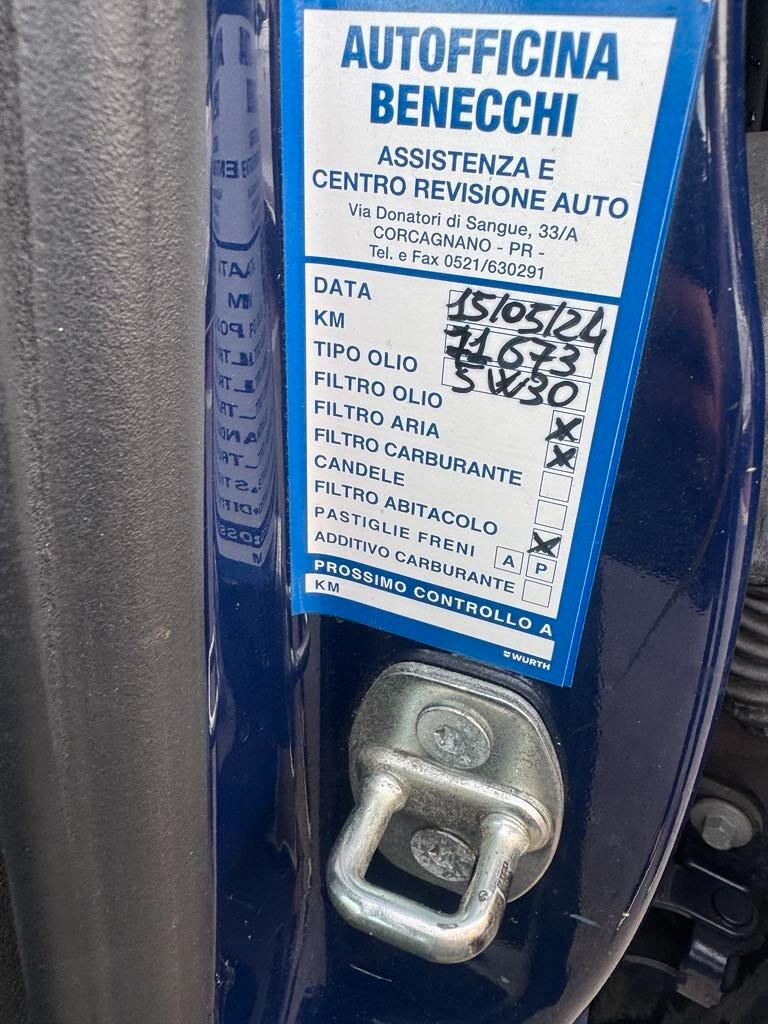 AUTOFFICINA
BENECCHI
ASSISTENZA E
CENTRO REVISIONE AUTO
Via Donatori di Sangue, 33/A
CORCAGNANO - PR -
Tel. e Fax 0521/630291
DATA 15/05/24
KM 71673
TIPO OLIO 5W30
FILTRO OLIO X
FILTRO ARIA X
FILTRO CARBURANTE
CANDELE
FILTRO ABITACOLO X
PASTIGLIE FRENI A P
ADDITIVO CARBURANTE
PROSSIMO CONTROLLO A
KM
WURTH